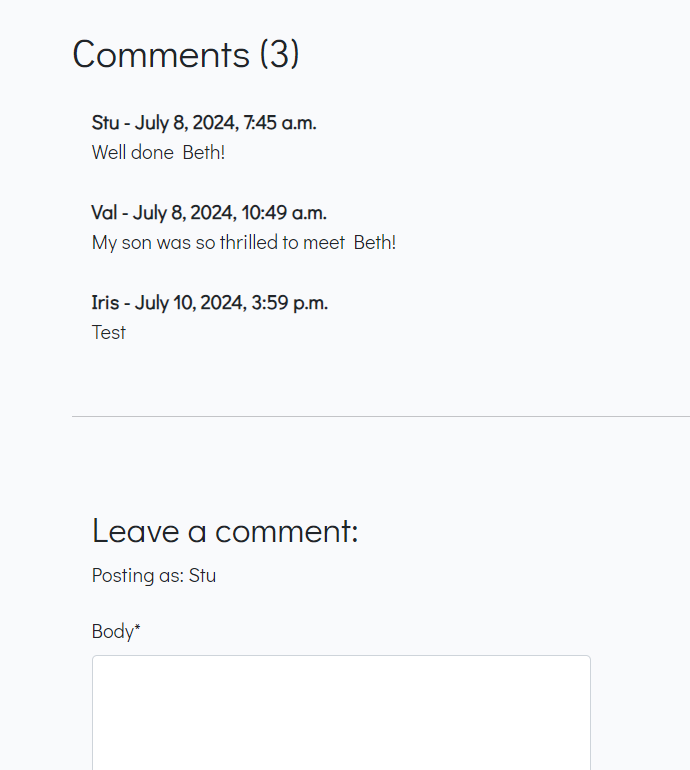 Comments (3)
Stu - July 8, 2024, 7:45 a.m.
Well done Beth!
Val - July 8, 2024, 10:49 a.m.
My son was so thrilled to meet Beth!
Iris - July 10, 2024, 3:59 p.m.
Test
Leave a comment:
Posting as: Stu
Body*